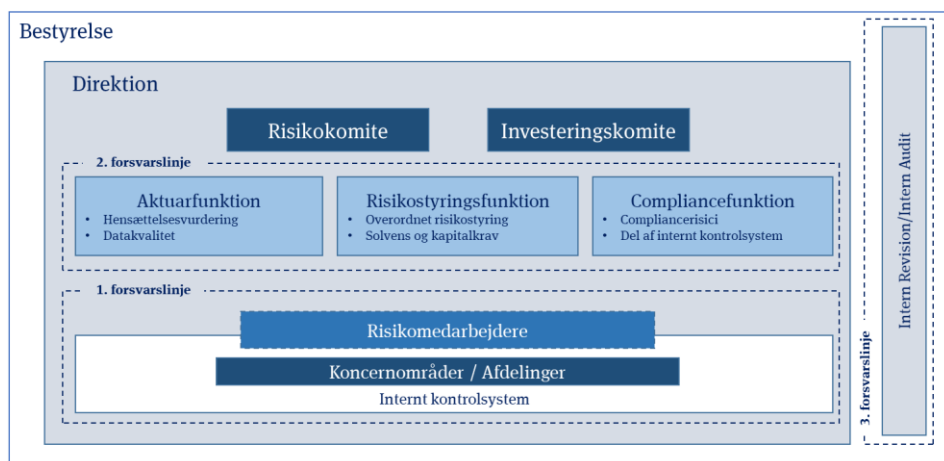 Bestyrelse
Direktion
Risikokomite
Investeringskomite
2. forsvarslinje
Aktuarfunktion
• Hensættelsesvurdering
• Datakvalitet
Risikostyringsfunktion
• Overordnet risikostyring
• Solvens og kapitalkrav
Compliancefunktion
• Compliancerisici
• Del af internt kontrolsystem
1. forsvarslinje
Risikomedarbejdere
Koncernområder / Afdelinger
Internt kontrolsystem
3. forsvarslinje
Intern Revision/Intern Audit